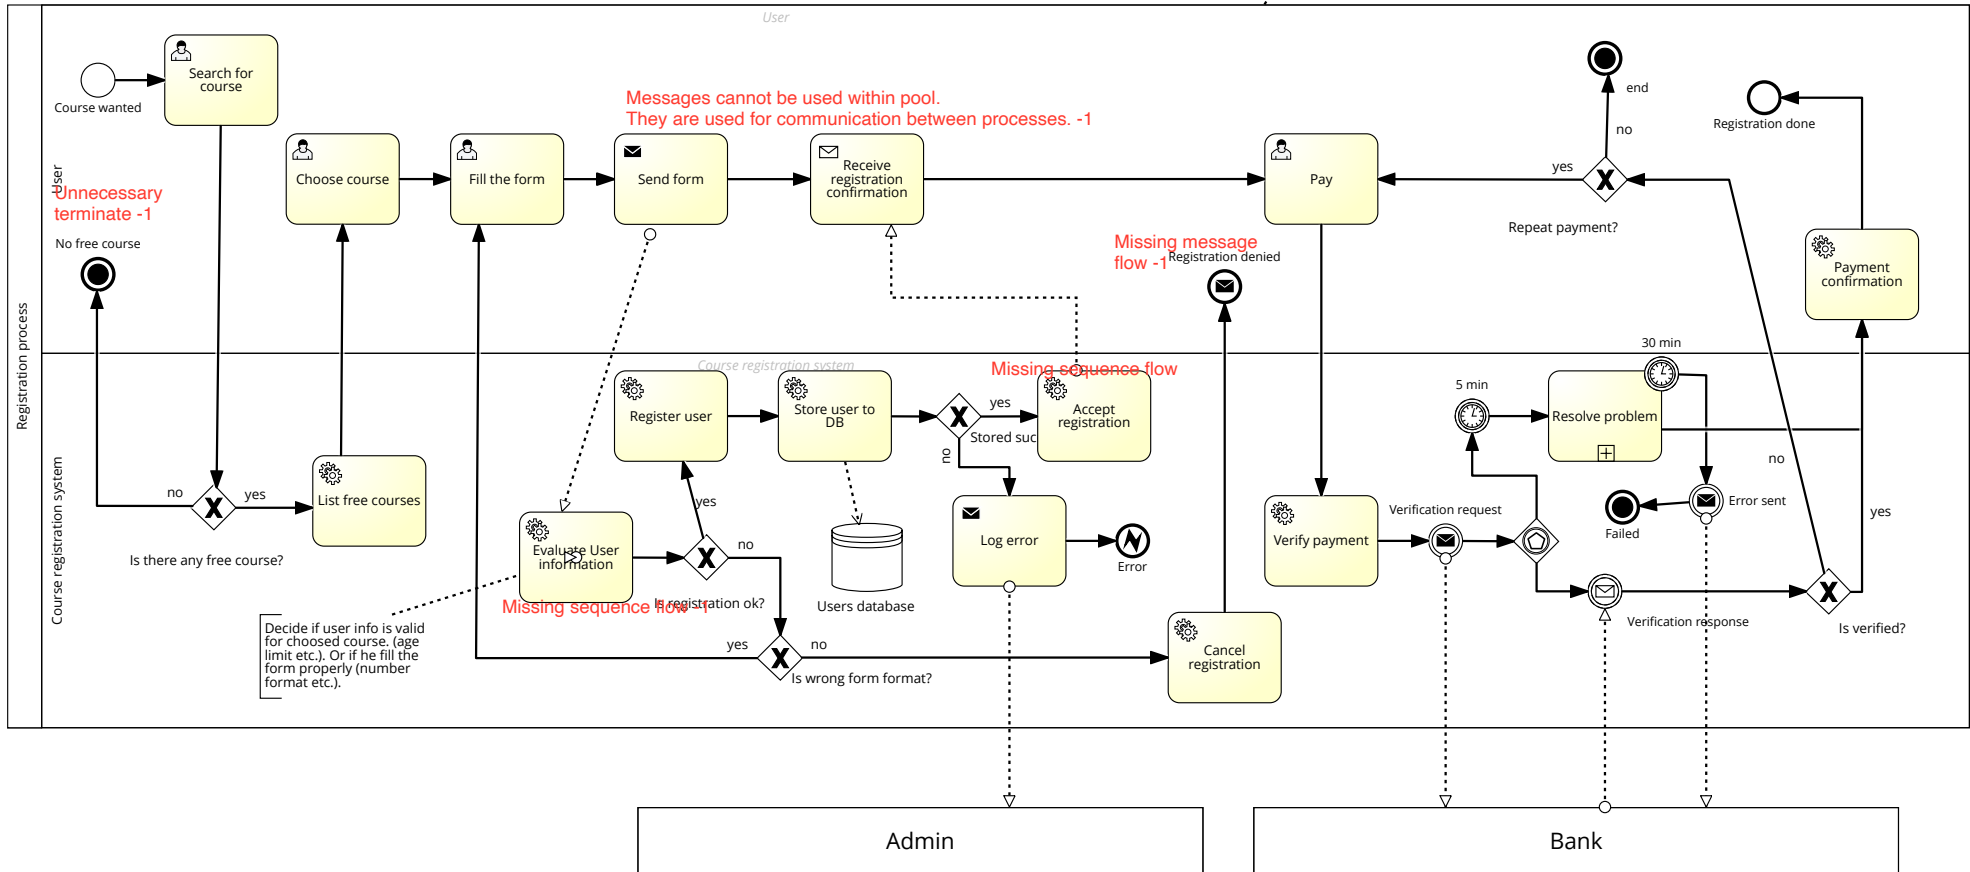 User
Search for
course
Course wanted
Messages cannot be used within pool.
They are used for communication between processes. -1
end
Registration done
no
User
Unnecessary
terminate -1
No free course
Choose course
Fill the form
Send form
Receive
registration
confirmation
Pay
yes
Repeat payment?
Missing message
flow -1
Registration denied
Payment
confirmation
Registration process
Course registration system
Course registration system
Missing sequence flow
30 min
5 min
Register user
Store user to
DB
yes
Stored suc
no
Accept
registration
Resolve problem
no
no
yes
List free courses
Is there any free course?
Evaluate User
information
yes
no
Is registration ok?
Missing sequence flow -1
Users database
Log error
Error
Verify payment
Verification request
Failed
Error sent
yes
Verification response
Is verified?
Decide if user info is valid
for choosed course. (age
limit etc.). Or if he fill the
form properly (number
format etc.).
yes
no
Is wrong form format?
Cancel
registration
Admin
Bank